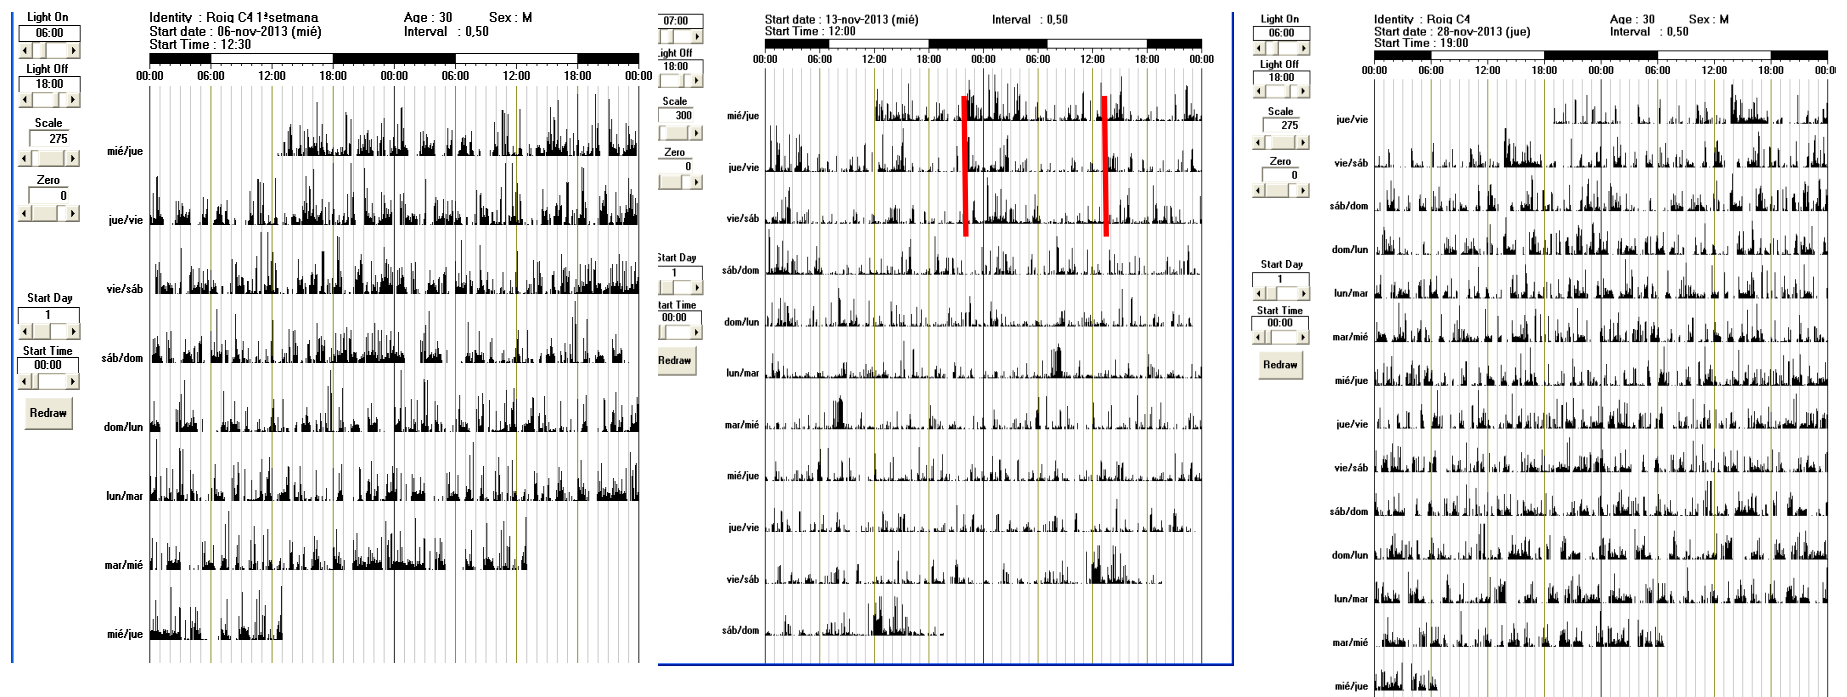 Light On
06:00
Light Off
18:00
Scale
275
Zero
0
Start Day
1
Start Time
00:00
Redraw
Identity : Roig C4 1ªsetmana Age : 30 Sex : M
Start date : 06-nov-2013 (mié) Interval : 0,50
Start Time : 12:30
00:00 06:00 12:00 18:00 00:00 06:00 12:00 18:00 00:00
mié/jue
jue/vie
vie/sáb
sáb/dom
dom/lun
lun/mar
mar/mié
mié/jue
07:00
Light Off
18:00
Scale
300
Zero
0
Start Day
1
tart Time
00:00
Redraw
Start date : 13-nov-2013 (mié) Interval : 0,50
Start Time : 12:00
00:00 06:00 12:00 18:00 00:00 06:00 12:00 18:00 00:00
mié/jue
jue/vie
vie/sáb
sáb/dom
dom/lun
lun/mar
mar/mié
mié/jue
jue/vie
vie/sáb
sáb/dom
Light On
06:00
Light Off
18:00
Scale
275
Zero
0
Start Day
1
Start Time
00:00
Redraw
Identity : Roig C4 Age : 30 Sex : M
Start date : 28-nov-2013 (jue) Interval : 0,50
Start Time : 19:00
00:00 06:00 12:00 18:00 00:00 06:00 12:00 18:00 00:0
jue/vie
vie/sáb
sáb/dom
dom/lun
lun/mar
mar/mié
mié/jue
jue/vie
vie/sáb
sáb/dom
dom/lun
lun/mar
mar/mié
mié/jue